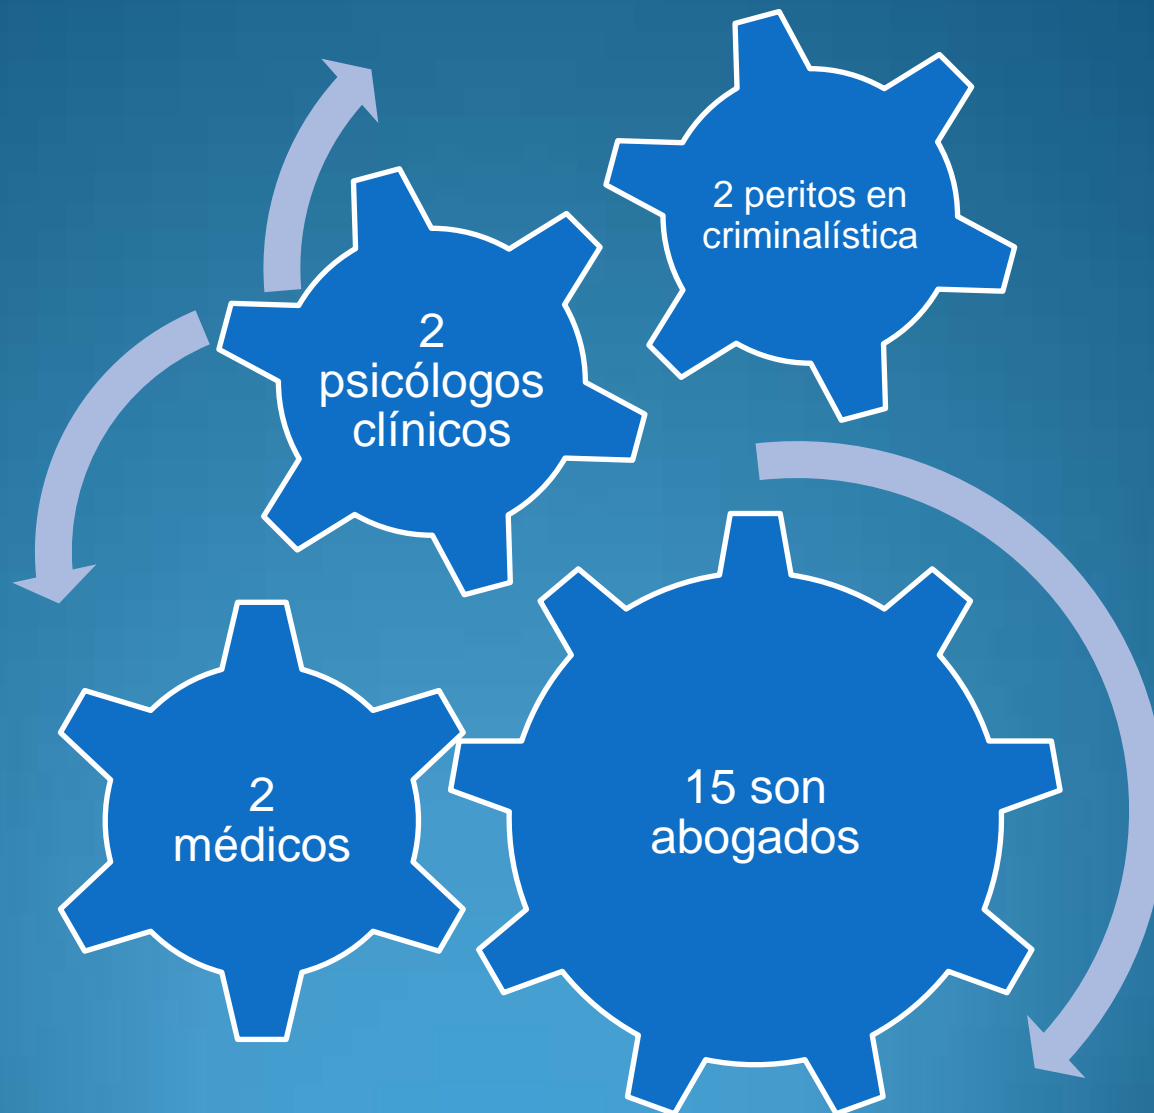 2 peritos en
criminalística
2
psicólogos
clínicos
2
médicos
15 son
abogados